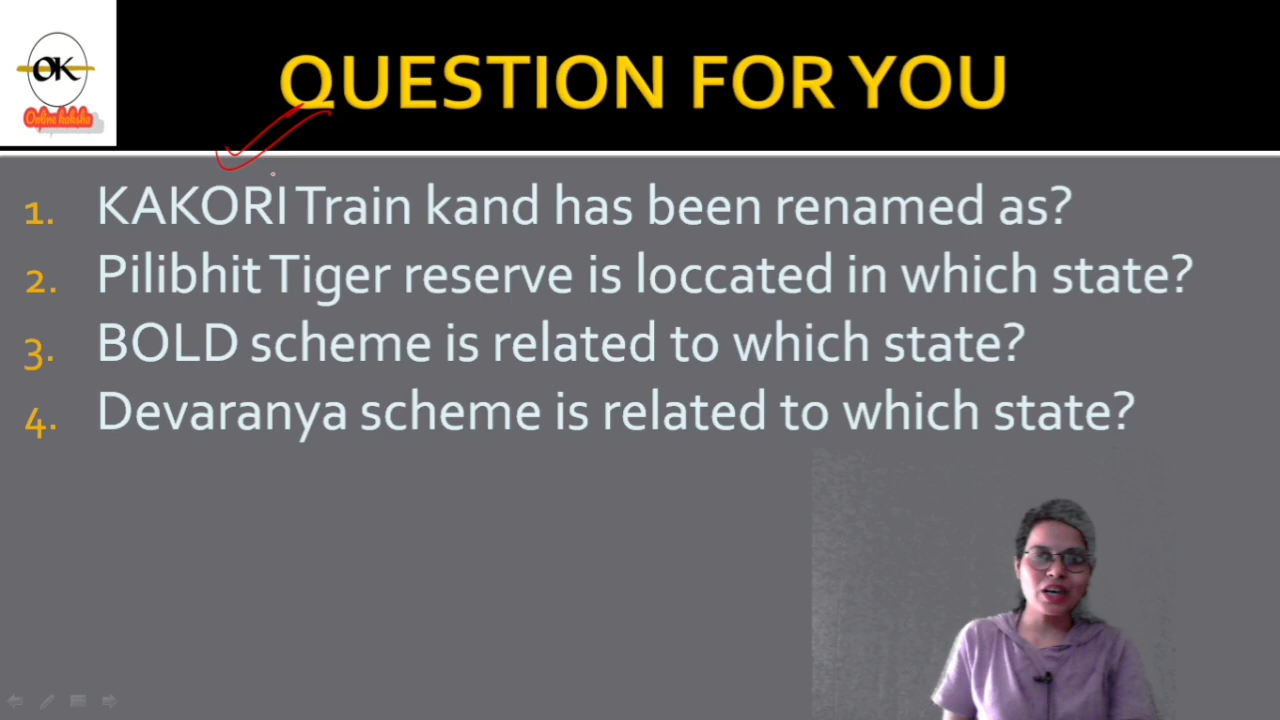 OK
Online kaksha
QUESTION FOR YOU
1. KAKORI Train kand has been renamed as?
2. Pilibhit Tiger reserve is loccated in which state?
3. BOLD scheme is related to which state?
4. Devaranya scheme is related to which state?